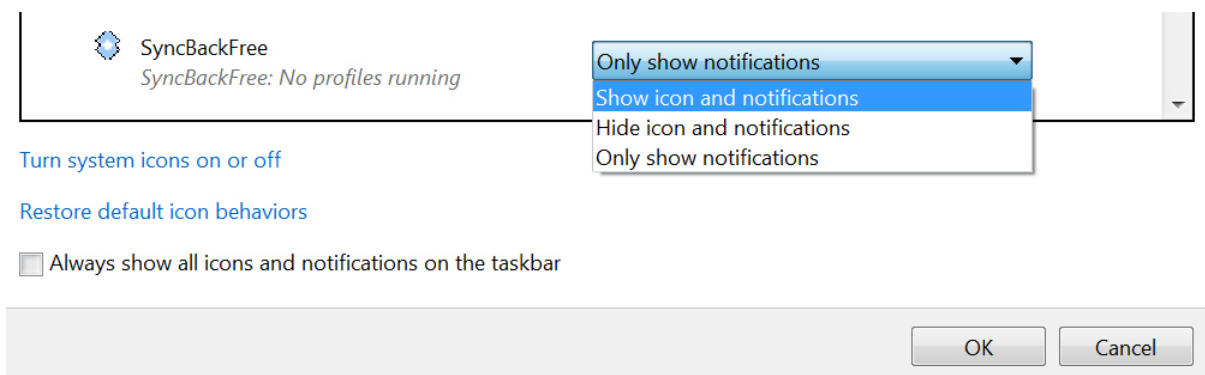 SyncBackFree
SyncBackFree: No profiles running
Only show notifications
Show icon and notifications
Hide icon and notifications
Only show notifications
Turn system icons on or off
Restore default icon behaviors
Always show all icons and notifications on the taskbar
OK
Cancel